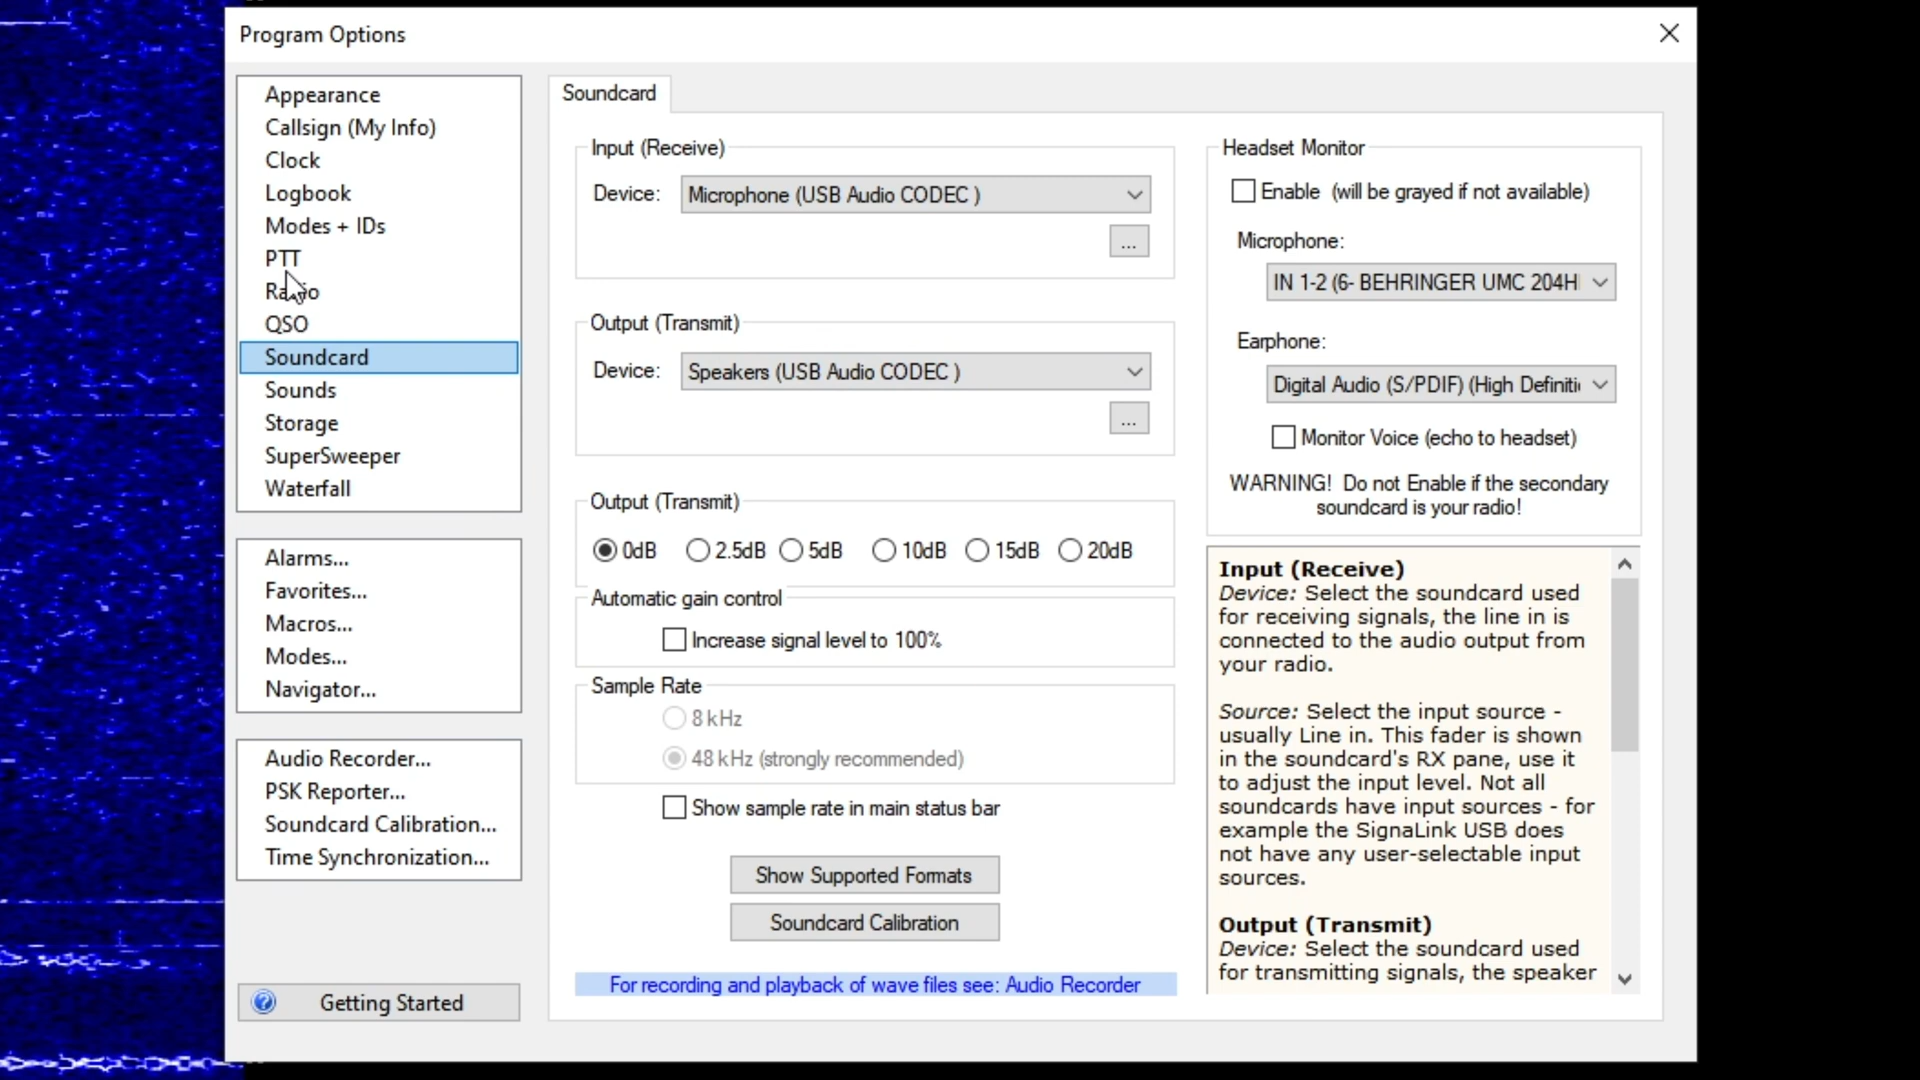 Program Options
Appearance
Callsign (My Info)
Clock
Logbook
Modes + IDs
PTT
Radio
QSO
Soundcard
Sounds
Storage
SuperSweeper
Waterfall
Alarms...
Favorites...
Macros...
Modes...
Navigator...
Audio Recorder...
PSK Reporter...
Soundcard Calibration...
Time Synchronization...
Getting Started
Soundcard
Input (Receive)
Device: Microphone (USB Audio CODEC )
...
Output (Transmit)
Device: Speakers (USB Audio CODEC )
...
Output (Transmit)
0dB 2.5dB 5dB 10dB 15dB 20dB
Automatic gain control
Increase signal level to 100%
Sample Rate
8 kHz
48 kHz (strongly recommended)
Show sample rate in main status bar
Show Supported Formats
Soundcard Calibration
For recording and playback of wave files see: Audio Recorder
Headset Monitor
Enable (will be grayed if not available)
Microphone:
IN 1-2 (6- BEHRINGER UMC 204H
Earphone:
Digital Audio (S/PDIF) (High Definiti
Monitor Voice (echo to headset)
WARNING! Do not Enable if the secondary
soundcard is your radio!
Input (Receive)
Device: Select the soundcard used
for receiving signals, the line in is
connected to the audio output from
your radio.
Source: Select the input source -
usually Line in. This fader is shown
in the soundcard's RX pane, use it
to adjust the input level. Not all
soundcards have input sources - for
example the SignaLink USB does
not have any user-selectable input
sources.
Output (Transmit)
Device: Select the soundcard used
for transmitting signals, the speaker